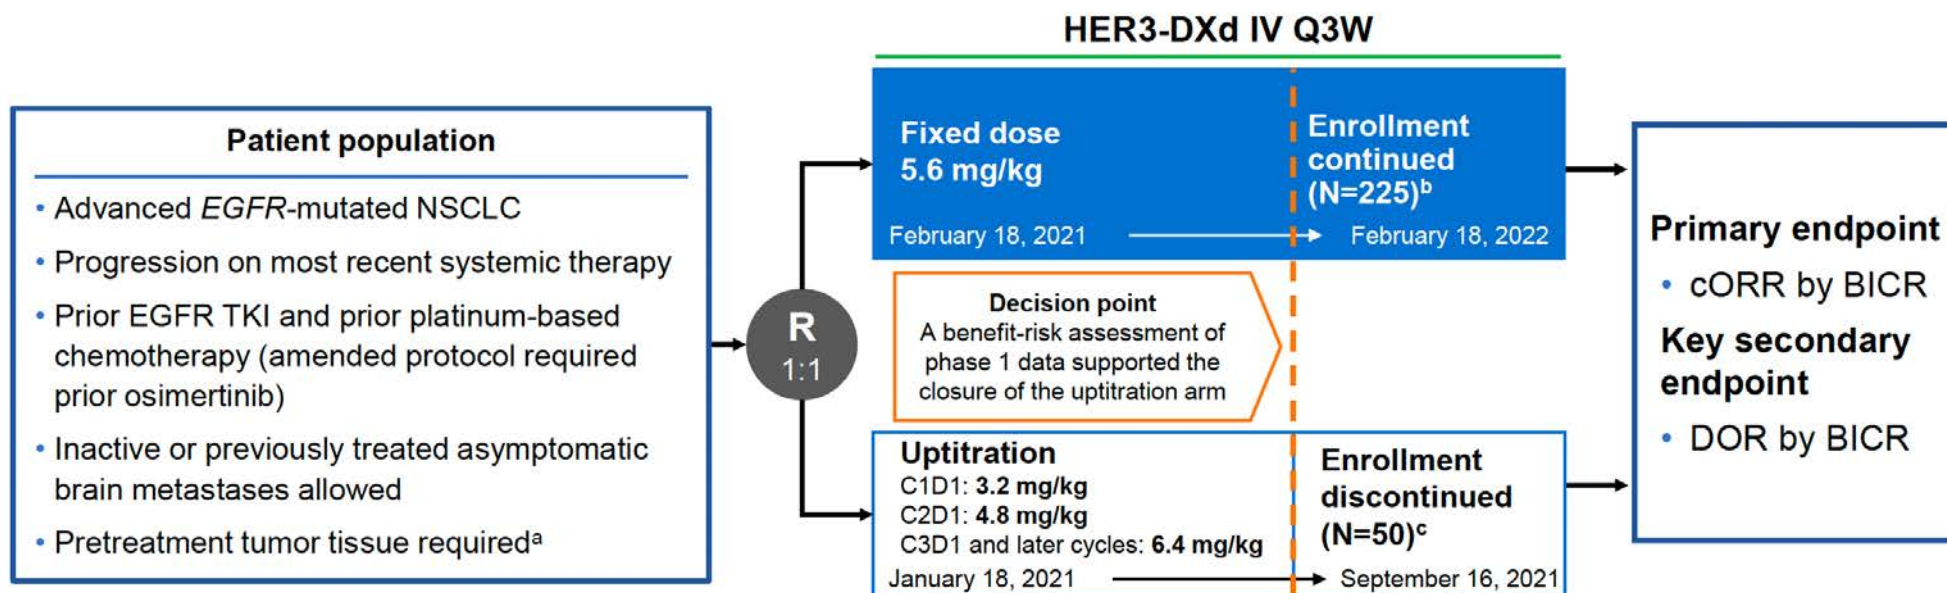 HER3-DXd IV Q3W
Patient population
• Advanced EGFR-mutated NSCLC
• Progression on most recent systemic therapy
• Prior EGFR TKI and prior platinum-based
chemotherapy (amended protocol required
prior osimertinib)
• Inactive or previously treated asymptomatic
brain metastases allowed
• Pretreatment tumor tissue requiredᵃ
R
1:1
Fixed dose
5.6 mg/kg
Enrollment
continued
(N=225)ᵇ
February 18, 2021
February 18, 2022
Decision point
A benefit-risk assessment of
phase 1 data supported the
closure of the uptitration arm
Uptitration
C1D1: 3.2 mg/kg
C2D1: 4.8 mg/kg
C3D1 and later cycles: 6.4 mg/kg
Enrollment
discontinued
(N=50)ᶜ
January 18, 2021
September 16, 2021
Primary endpoint
• cORR by BICR
Key secondary
endpoint
• DOR by BICR